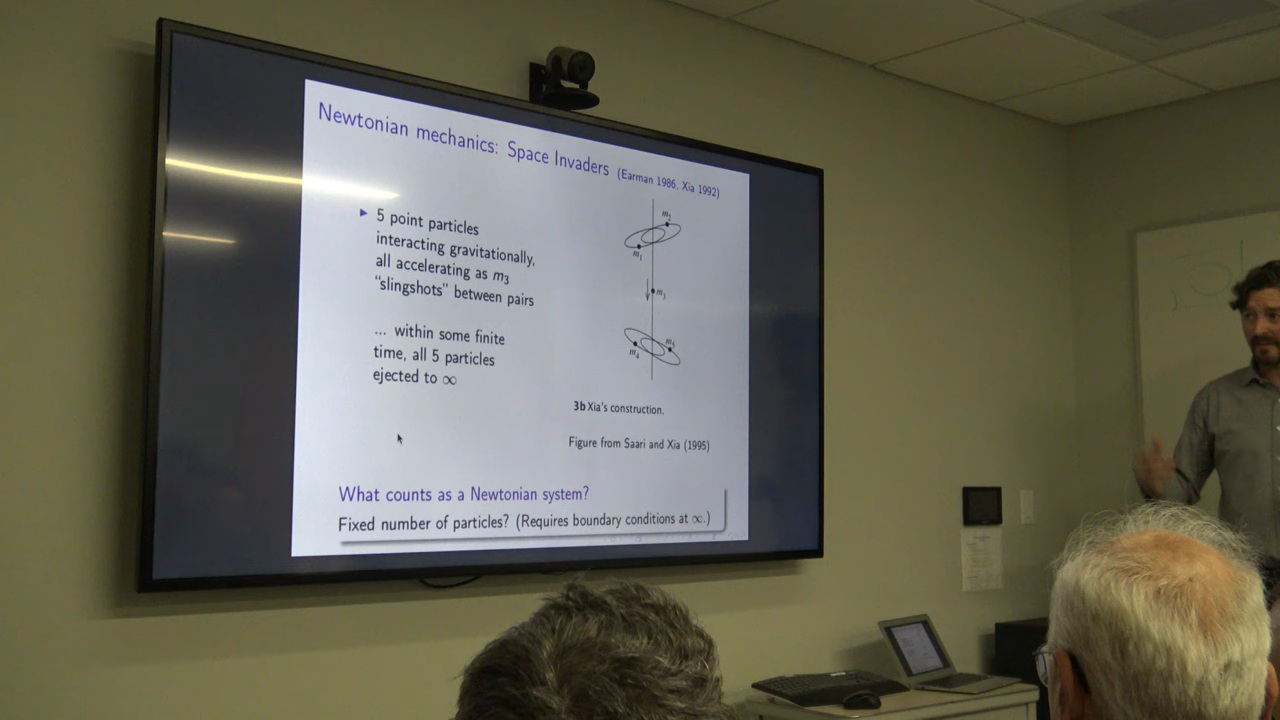 Newtonian mechanics: Space Invaders (Earman 1986, Xia 1992)
5 point particles
interacting gravitationally,
all accelerating as m₃
“slingshots” between pairs
... within some finite
time, all 5 particles
ejected to ∞
m₂
m₁
m₃
m₅
m₄
3b Xia's construction.
Figure from Saari and Xia (1995)
What counts as a Newtonian system?
Fixed number of particles? (Requires boundary conditions at ∞.)